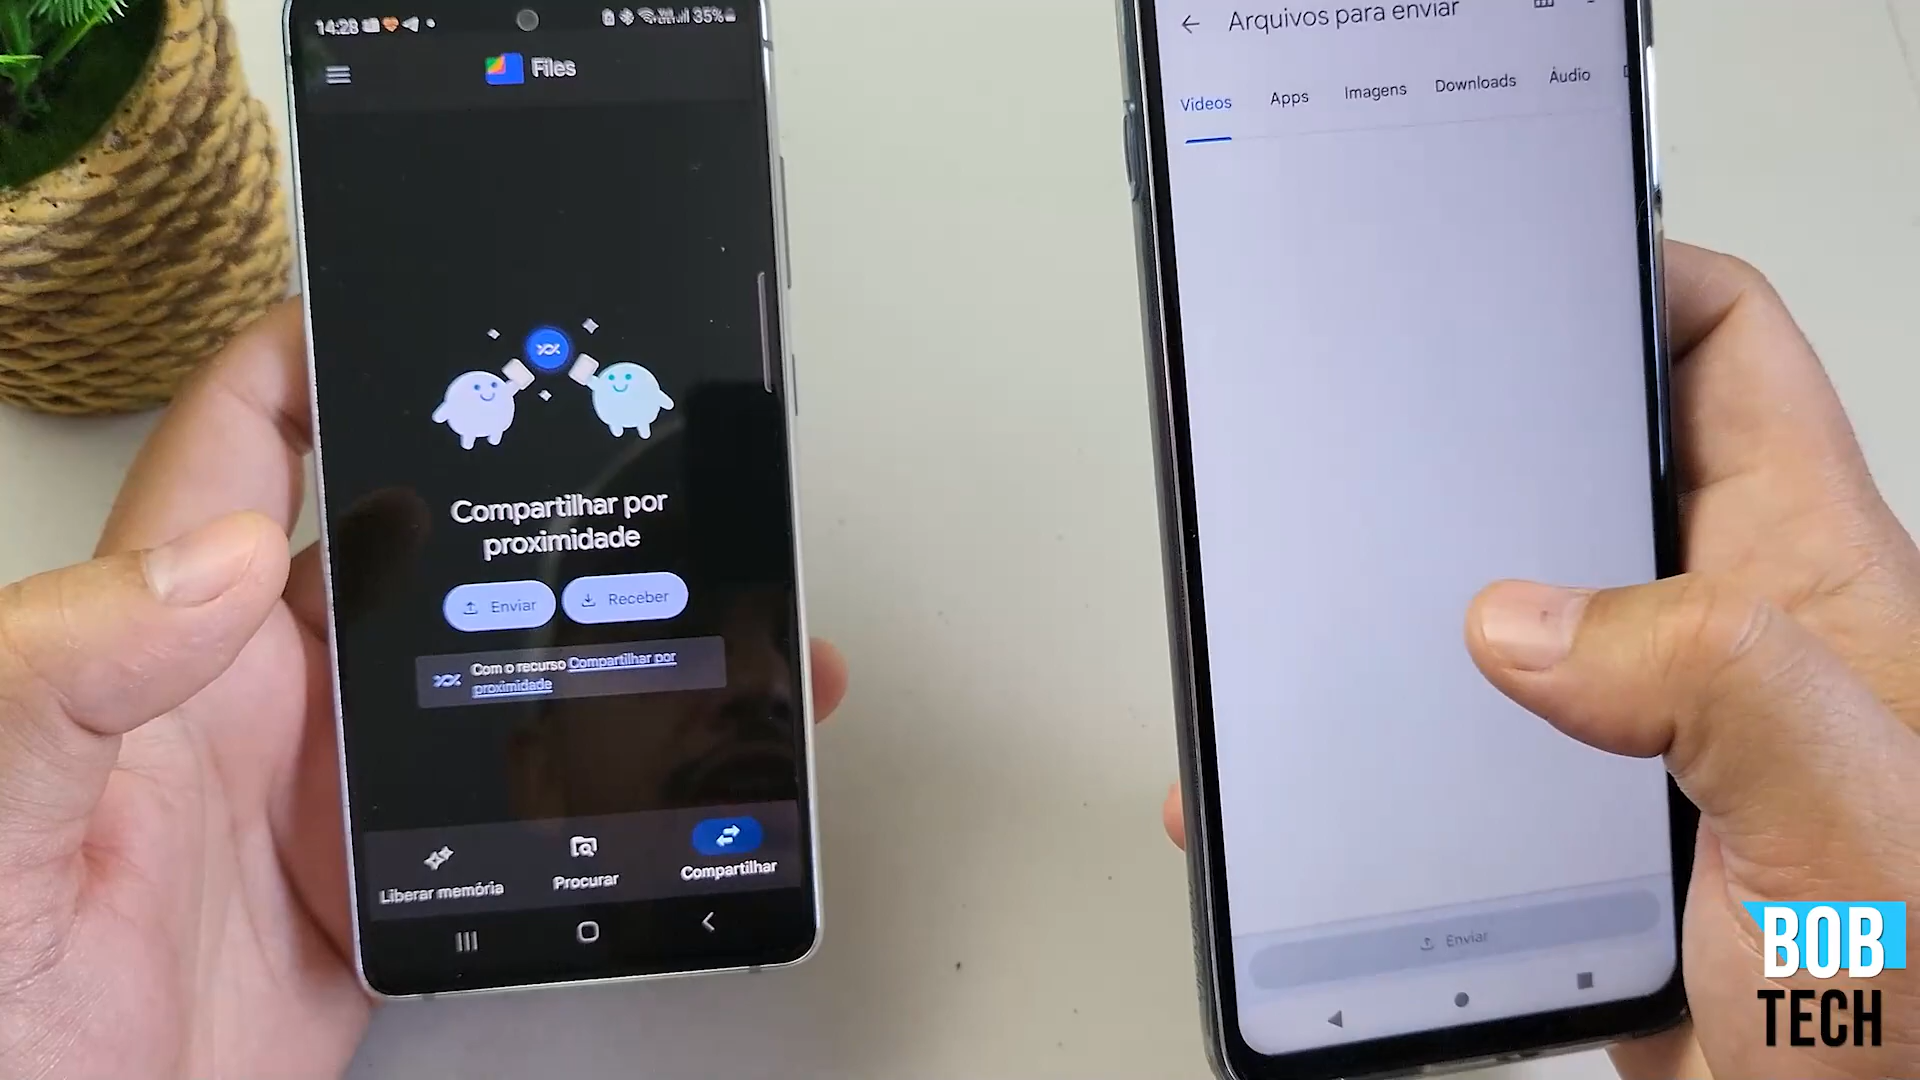 14:28
35%
Files
Compartilhar por
proximidade
Enviar
Receber
Com o recurso Compartilhar por
proximidade
Liberar memória
Procurar
Compartilhar
Arquivos para enviar
Vídeos
Apps
Imagens
Downloads
Áudio
Enviar
BOB
TECH